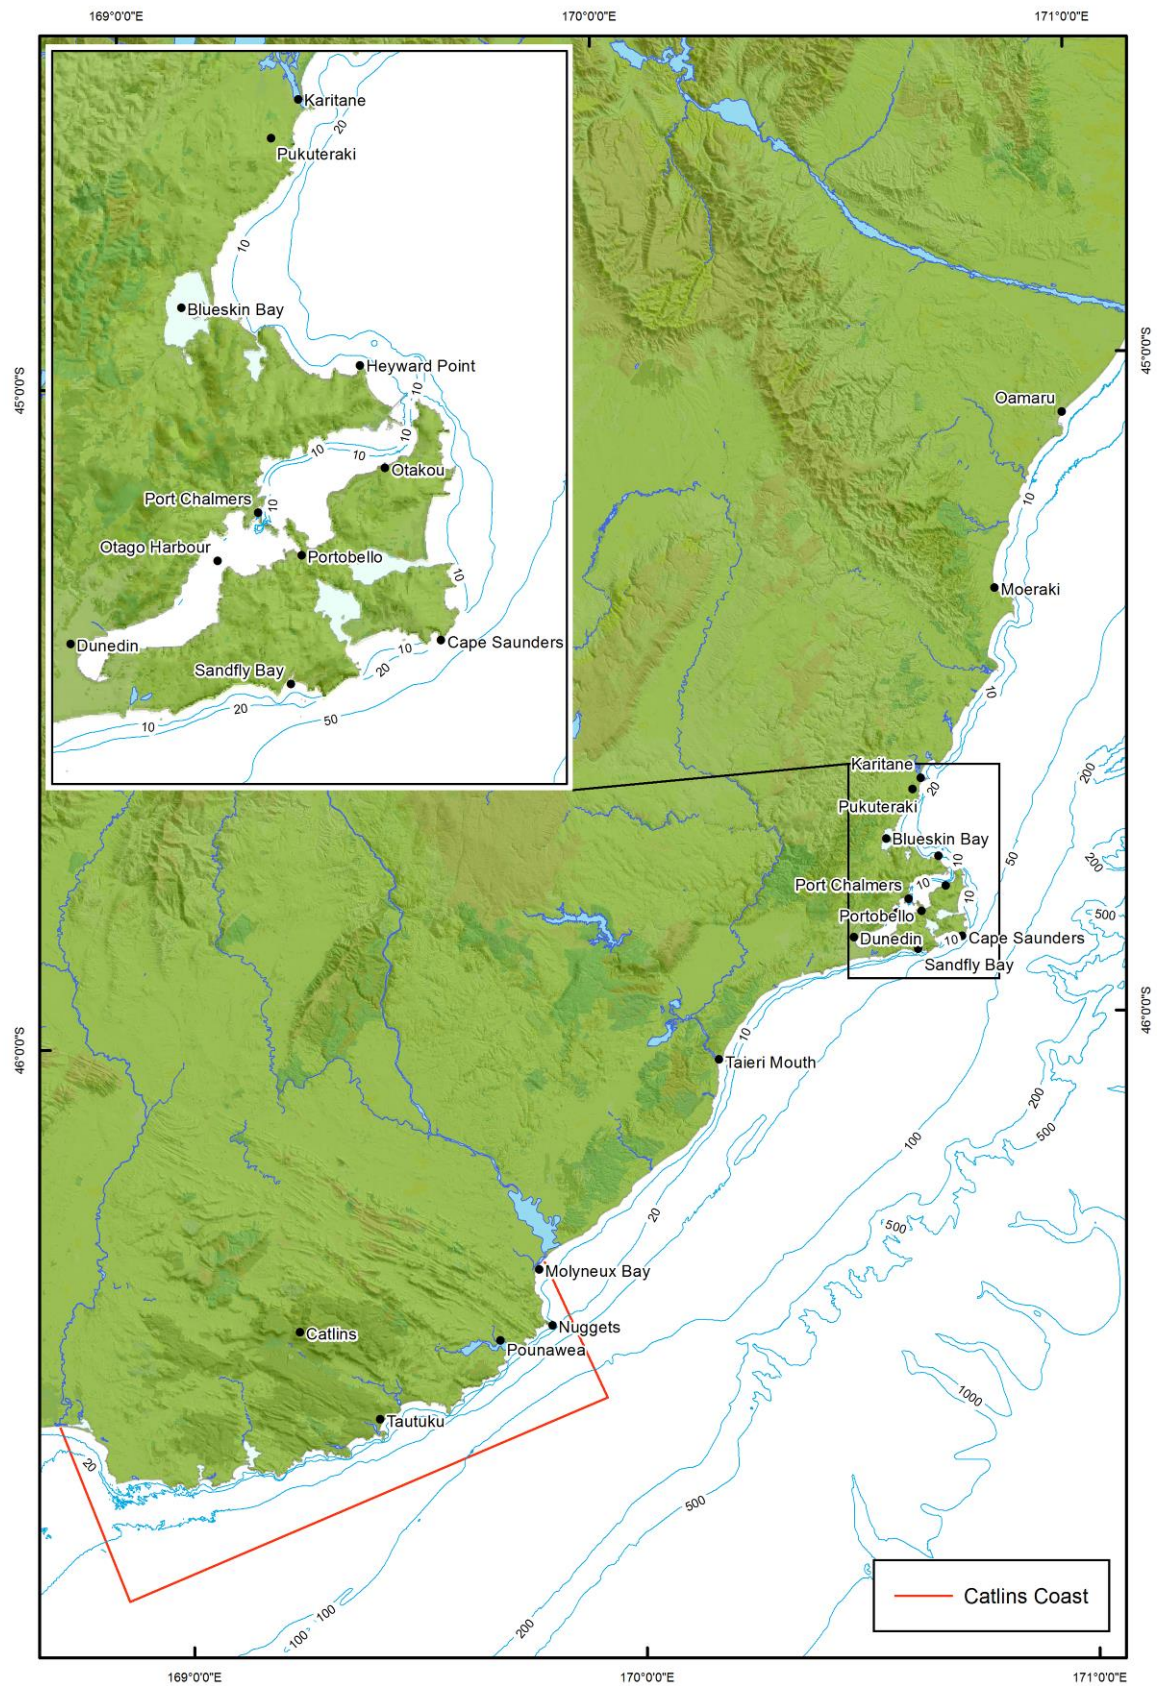 169°0'0"E
170°0'0"E
171°0'0"E
Karitane
20
Pukuteraki
10
Blueskin Bay
Heyward Point
10
10
10
10
Otakou
Port Chalmers
10
Otago Harbour
Portobello
10
Dunedin
10
Cape Saunders
20
Sandfly Bay
20
10
50
45°0'0"S
45°0'0"S
Oamaru
10
Moeraki
10
200
Karitane
20
Pukuteraki
Blueskin Bay
10
50
200
Port Chalmers
10
10
500
Portobello
Dunedin
10
Cape Saunders
Sandfly Bay
46°0'0"S
46°0'0"S
10
Taieri Mouth
200
100
500
20
500
Molyneux Bay
Nuggets
Catlins
Pounawea
1000
Tautuku
20
500
Catlins Coast
100
100
200
169°0'0"E
170°0'0"E
171°0'0"E